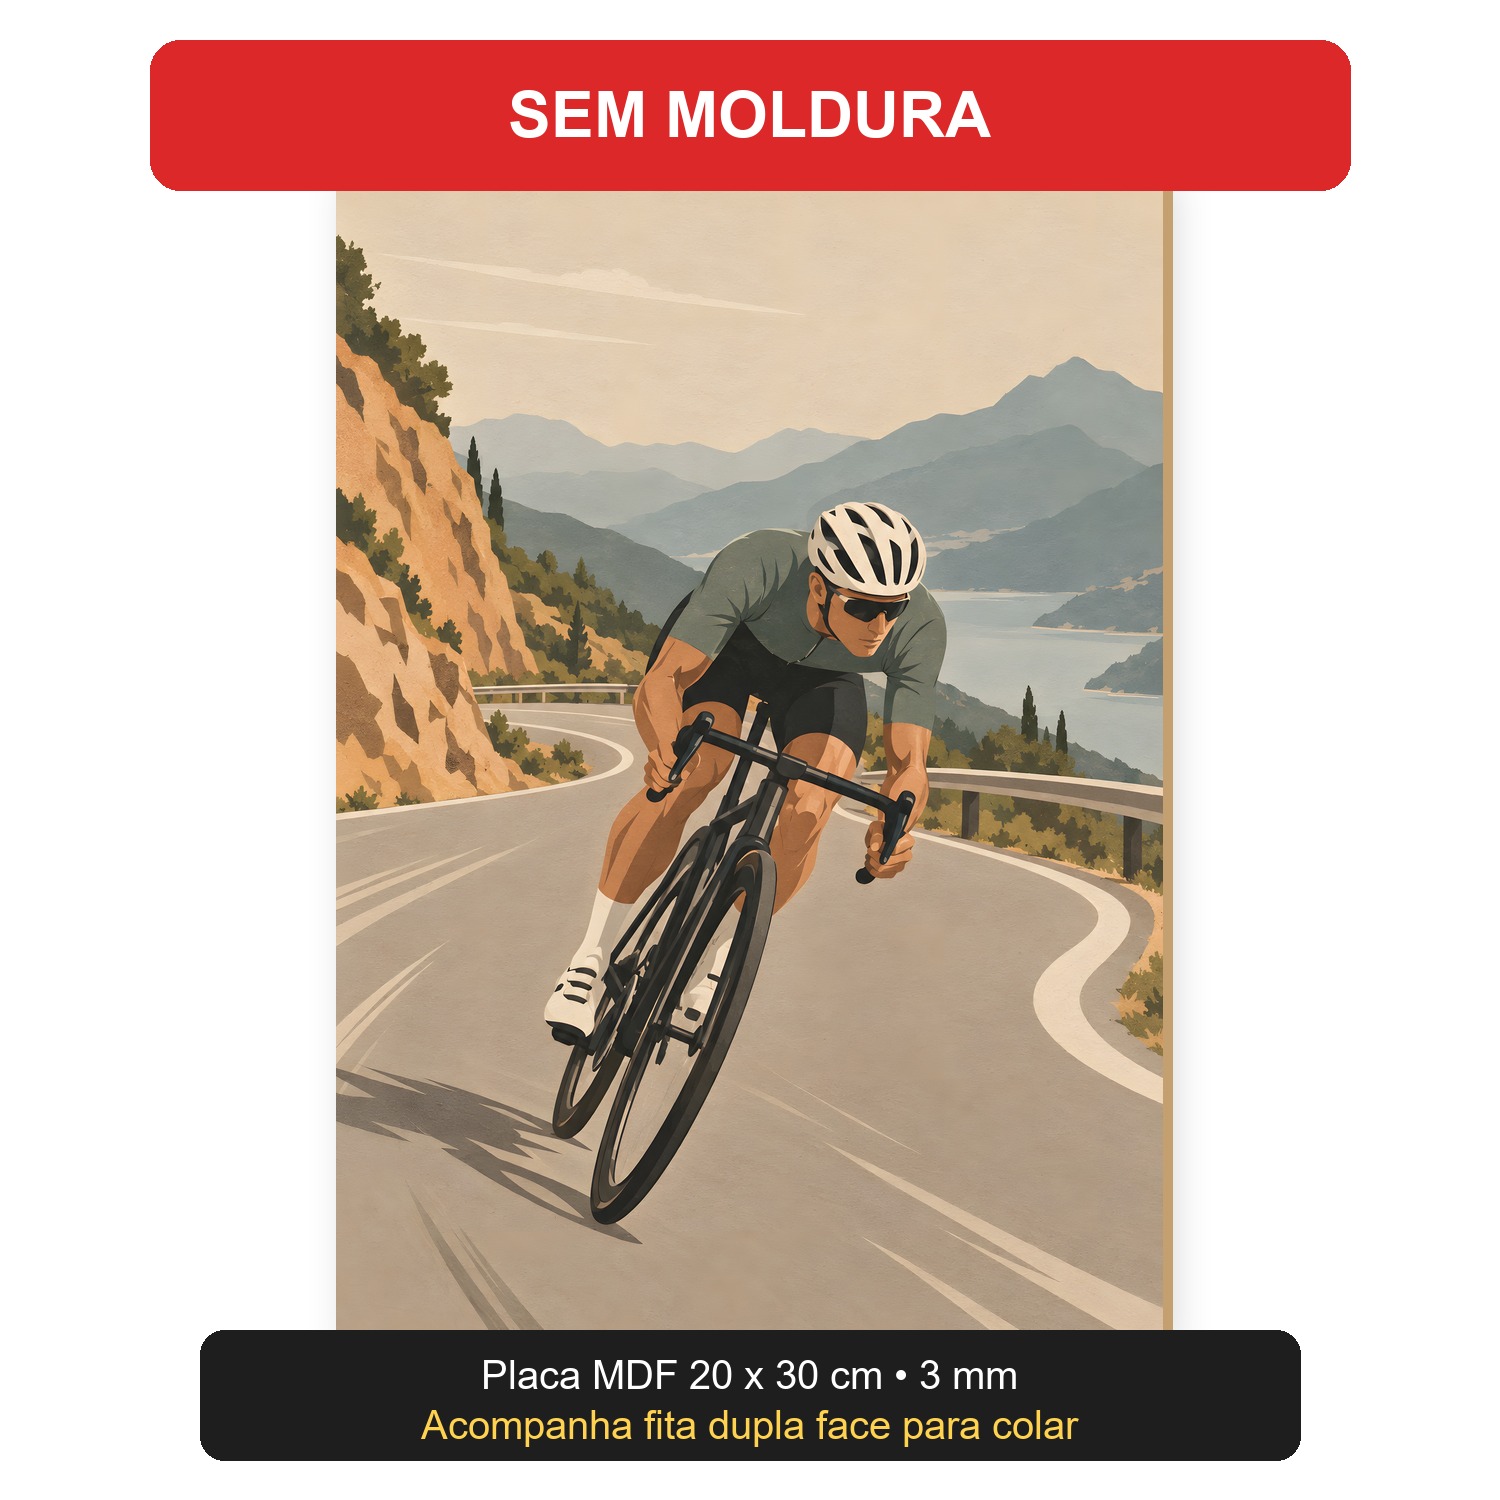 SEM MOLDURA
Placa MDF 20 x 30 cm • 3 mm
Acompanha fita dupla face para colar